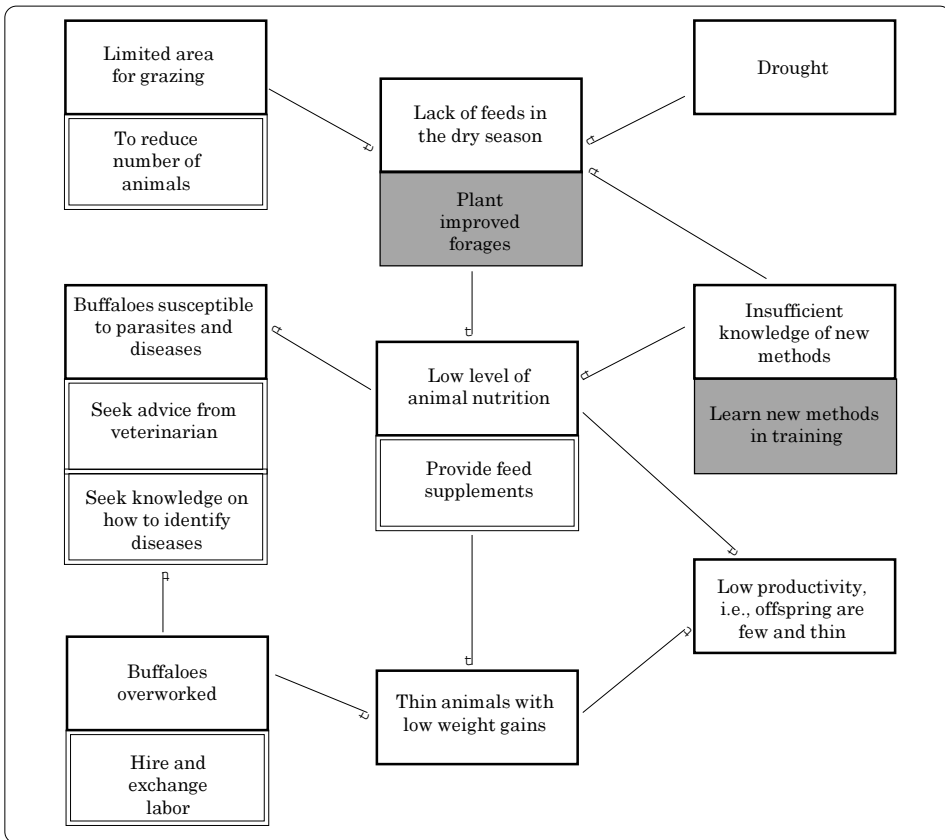 Limited area
for grazing
To reduce
number of
animals
Lack of feeds in
the dry season
Plant
improved
forages
Drought
Buffaloes susceptible
to parasites and
diseases
Seek advice from
veterinarian
Seek knowledge on
how to identify
diseases
Low level of
animal nutrition
Provide feed
supplements
Insufficient
knowledge of new
methods
Learn new methods
in training
Low productivity,
i.e., offspring are
few and thin
Buffaloes
overworked
Hire and
exchange
labor
Thin animals with
low weight gains